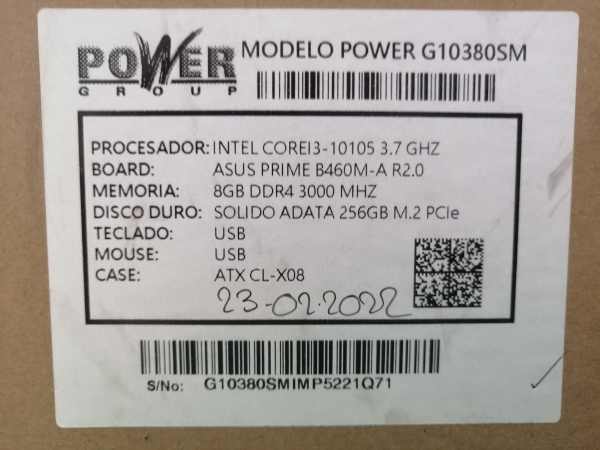 POWER GROUP MODELO POWER G10380SM
PROCESADOR: INTEL COREI3-10105 3.7 GHZ
BOARD: ASUS PRIME B460M-A R2.0
MEMORIA: 8GB DDR4 3000 MHZ
DISCO DURO: SOLIDO ADATA 256GB M.2 PCIe
TECLADO: USB
MOUSE: USB
CASE: ATX CL-X08
23-02-2022
S/No: G10380SMIMP5221Q71